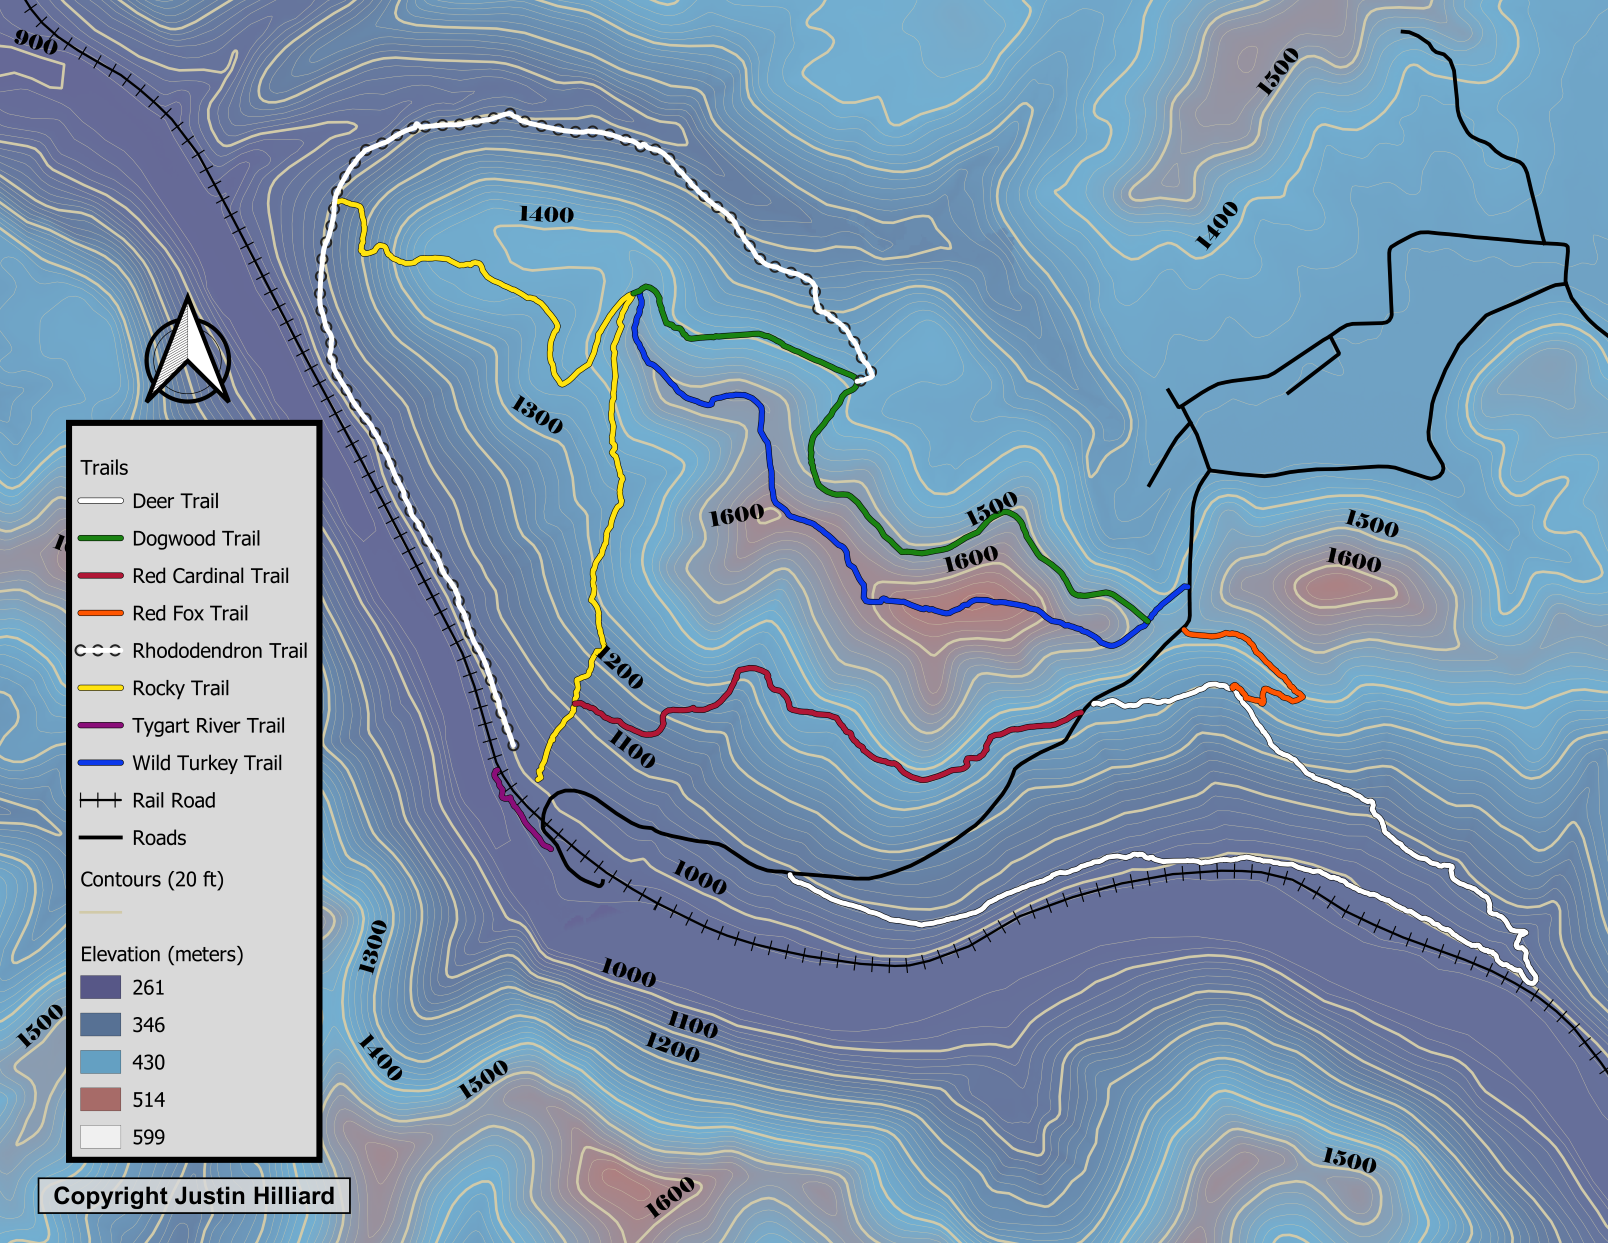 900
1500
1400
1400
1300
1500
1600
1500
1600
1600
1200
1100
1000
1000
1100
1200
1300
1400
1500
1500
1500
1600
Trails
Deer Trail
Dogwood Trail
Red Cardinal Trail
Red Fox Trail
Rhododendron Trail
Rocky Trail
Tygart River Trail
Wild Turkey Trail
Rail Road
Roads
Contours (20 ft)
Elevation (meters)
261
346
430
514
599
Copyright Justin Hilliard